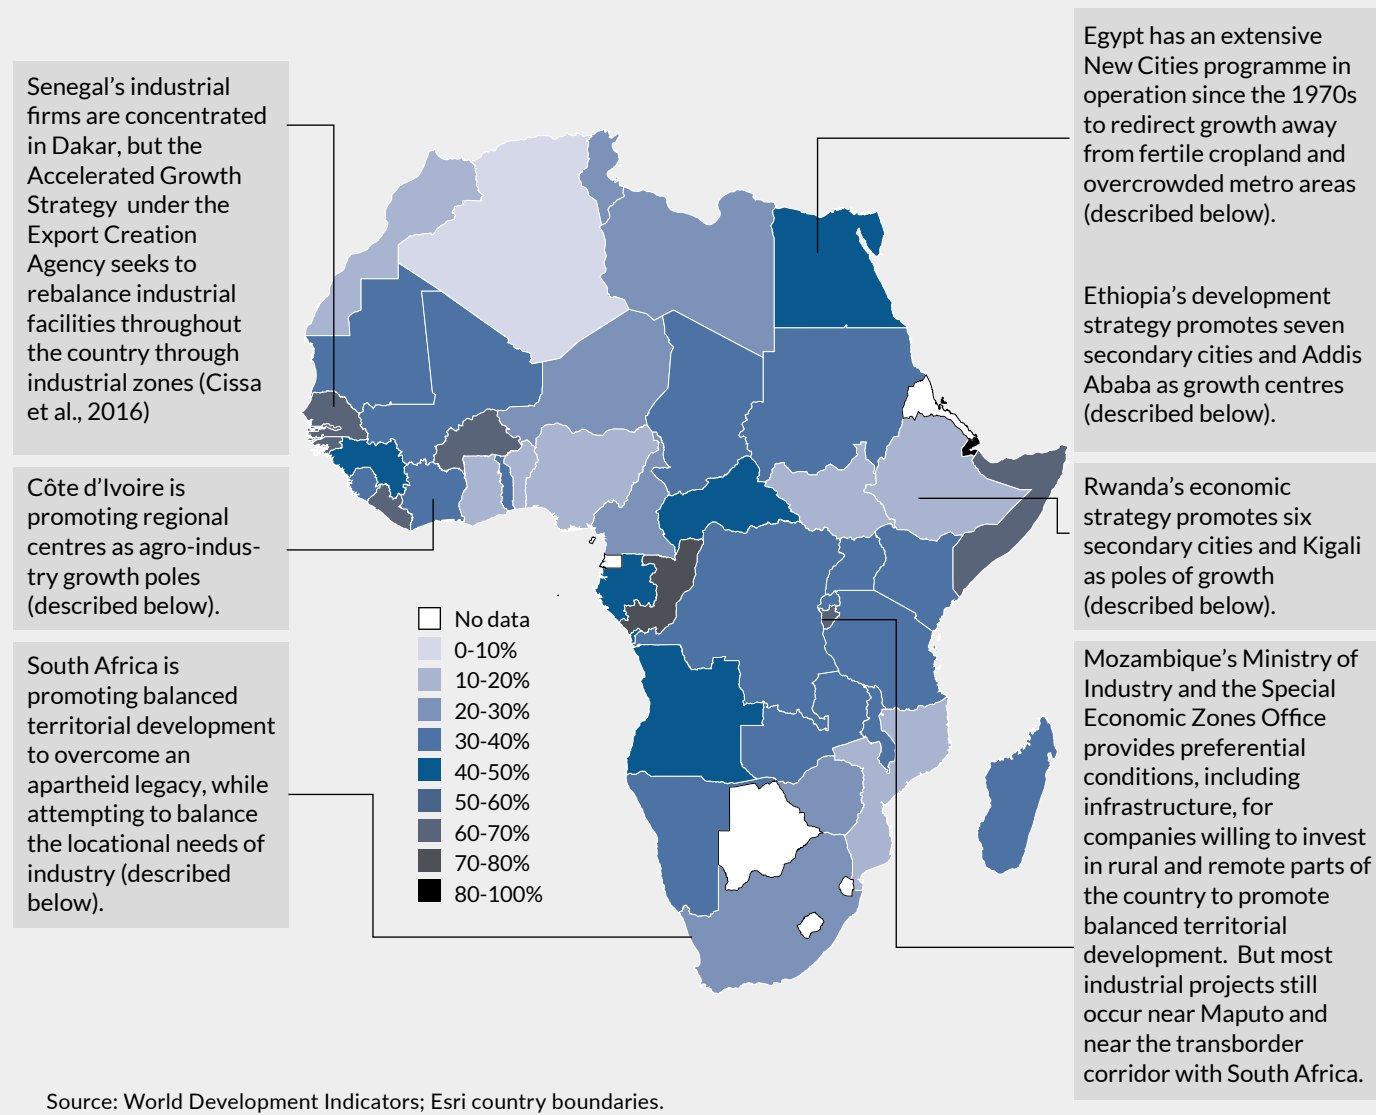 Senegal’s industrial
firms are concentrated
in Dakar, but the
Accelerated Growth
Strategy under the
Export Creation
Agency seeks to
rebalance industrial
facilities throughout
the country through
industrial zones (Cissa
et al., 2016)
Côte d’Ivoire is
promoting regional
centres as agro-indus-
try growth poles
(described below).
South Africa is
promoting balanced
territorial development
to overcome an
apartheid legacy, while
attempting to balance
the locational needs of
industry (described
below).
No data
0-10%
10-20%
20-30%
30-40%
40-50%
50-60%
60-70%
70-80%
80-100%
Egypt has an extensive
New Cities programme in
operation since the 1970s
to redirect growth away
from fertile cropland and
overcrowded metro areas
(described below).
Ethiopia’s development
strategy promotes seven
secondary cities and Addis
Ababa as growth centres
(described below).
Rwanda’s economic
strategy promotes six
secondary cities and Kigali
as poles of growth
(described below).
Mozambique’s Ministry of
Industry and the Special
Economic Zones Office
provides preferential
conditions, including
infrastructure, for
companies willing to invest
in rural and remote parts of
the country to promote
balanced territorial
development. But most
industrial projects still
occur near Maputo and
near the transborder
corridor with South Africa.
Source: World Development Indicators; Esri country boundaries.